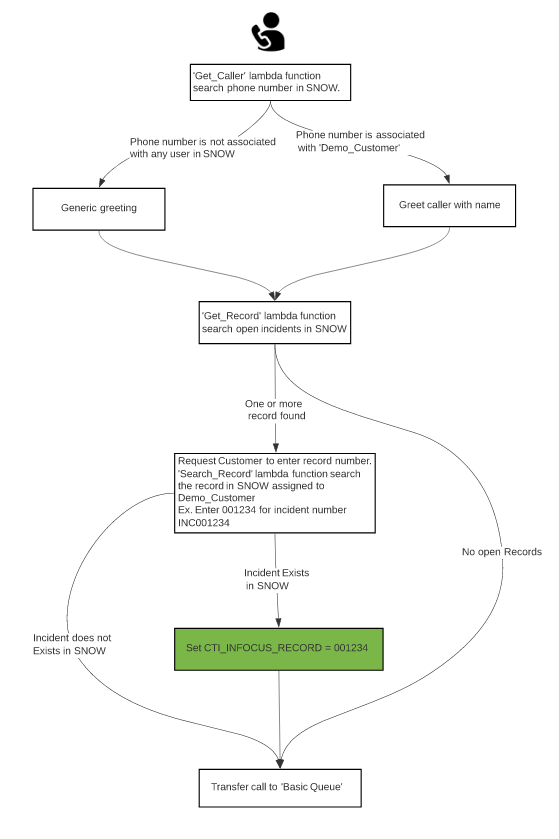 'Get_Caller' lambda function
search phone number in SNOW.
Phone number is not associated
with any user in SNOW
Phone number is associated
with 'Demo_Customer'
Generic greeting
Greet caller with name
'Get_Record' lambda function
search open incidents in SNOW
One or more
record found
Request Customer to enter record number.
'Search_Record' lambda function search
the record in SNOW assigned to
Demo_Customer
Ex. Enter 001234 for incident number
INC001234
No open Records
Incident Exists
in SNOW
Incident does not
Exists in SNOW
Set CTI_INFOCUS_RECORD = 001234
Transfer call to 'Basic Queue'